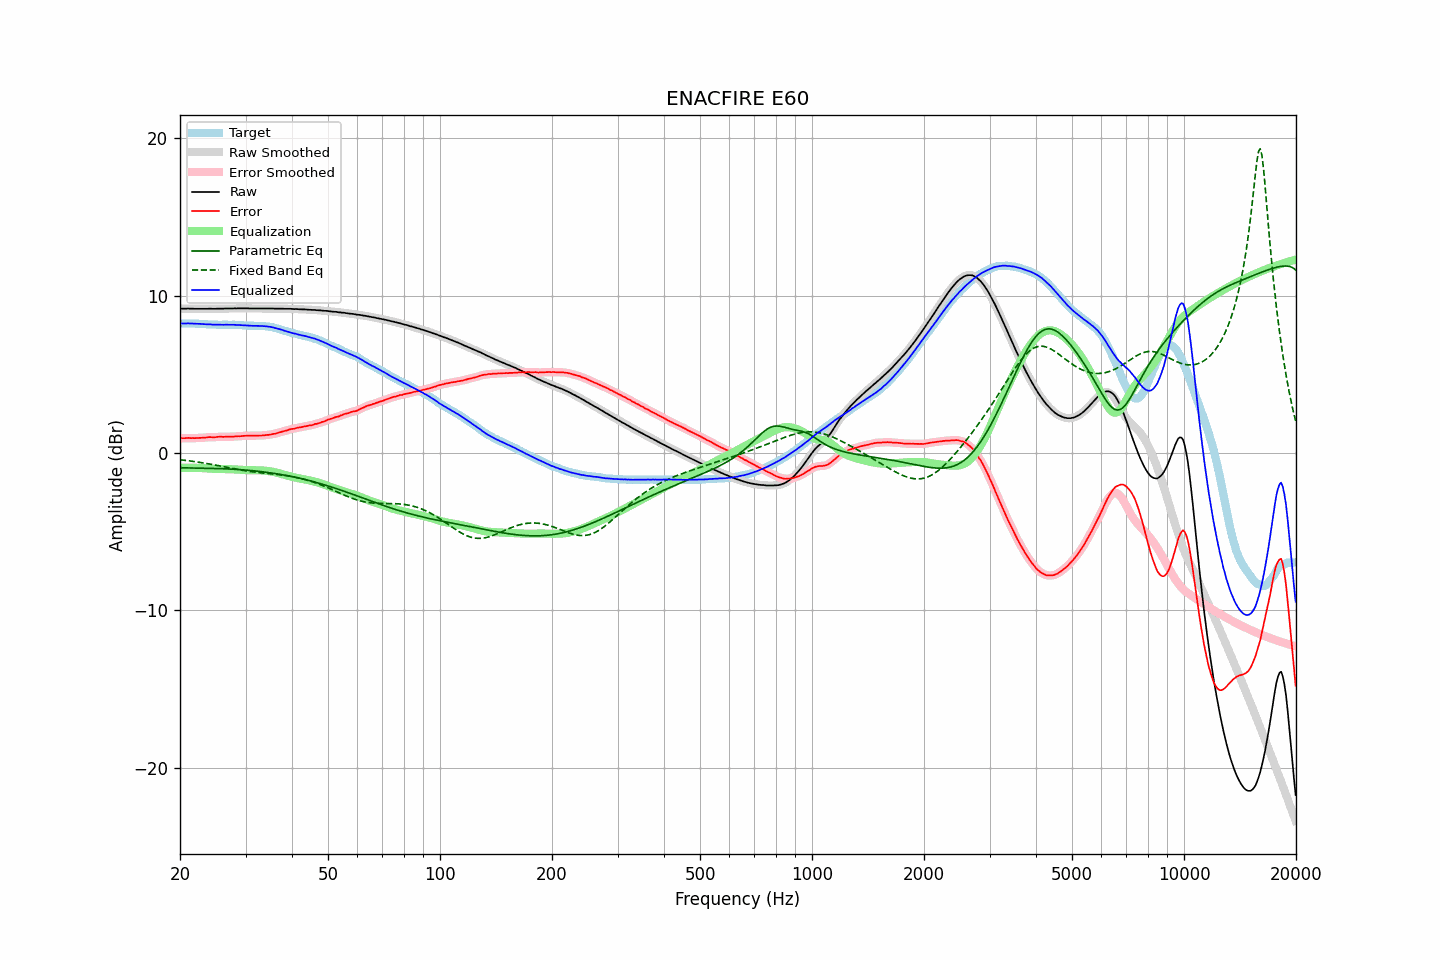 ENACFIRE E60
Target
Raw Smoothed
Error Smoothed
Raw
Error
Equalization
Parametric Eq
Fixed Band Eq
Equalized
20
10
0
−10
−20
Amplitude (dBr)
20 50 100 200 500 1000 2000 5000 10000 20000
Frequency (Hz)